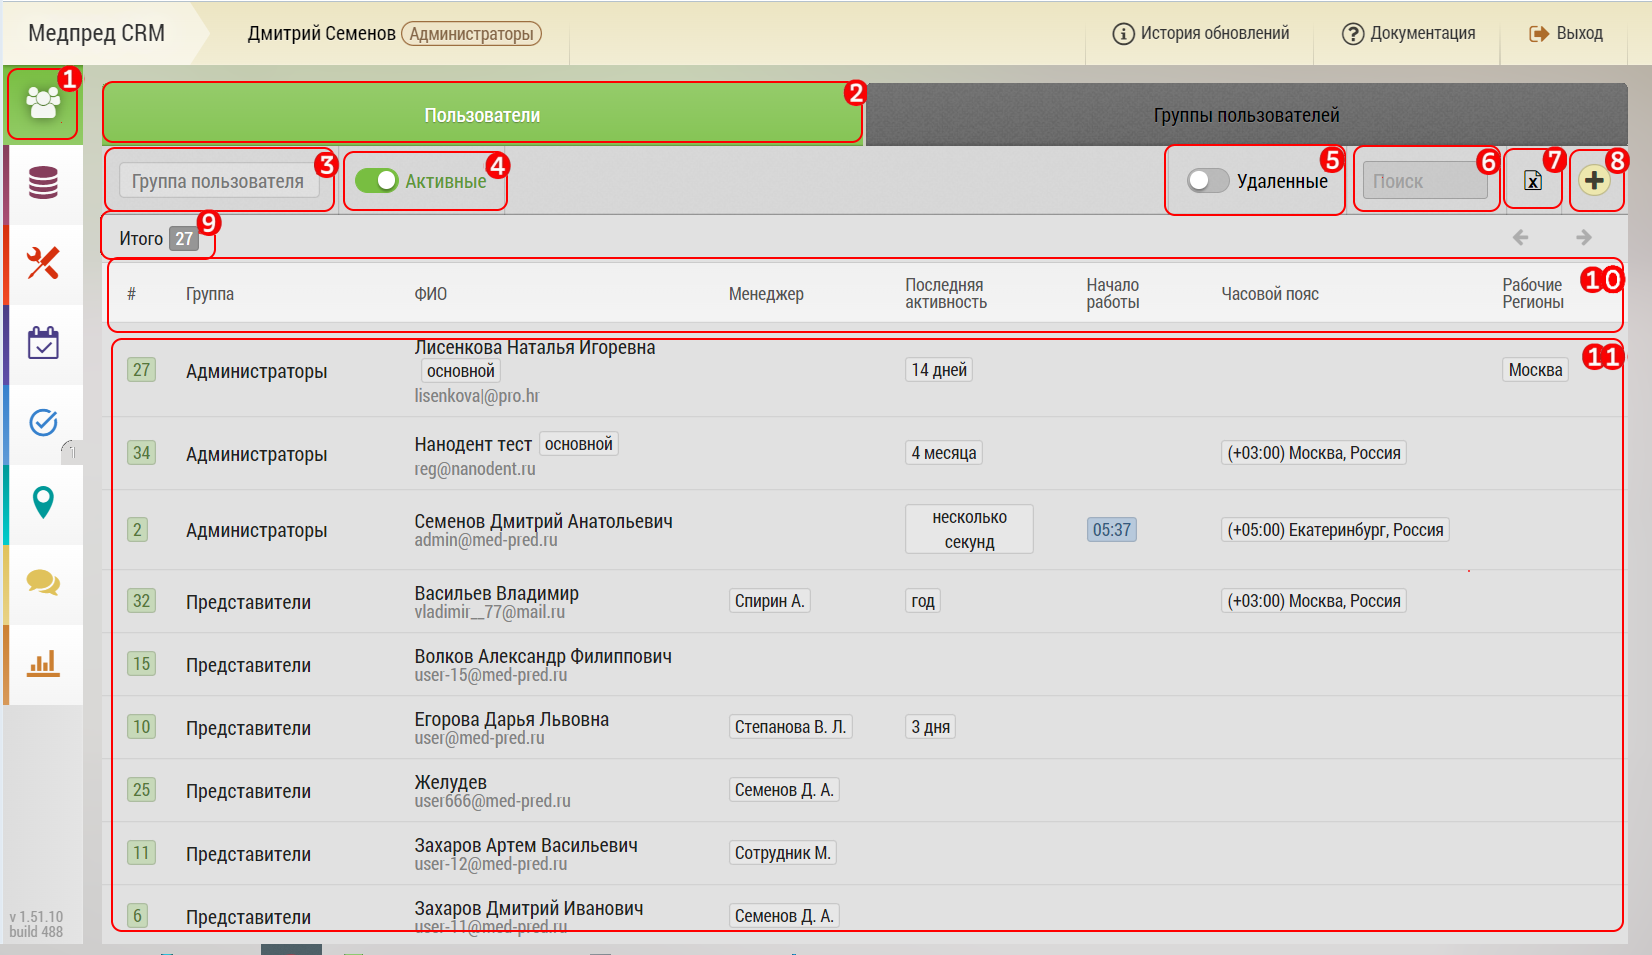 Медпред CRM
Дмитрий Семенов Администраторы
История обновлений
Документация
Выход
1
2
Пользователи
Группы пользователей
3
Группа пользователя
4
Активные
5
Удаленные
6
Поиск
7
8
9
Итого 27
10
# Группа ФИО Менеджер Последняя активность Начало работы Часовой пояс Рабочие Регионы
11
27 Администраторы Лисенкова Наталья Игоревна основной 14 дней Москва
lisenkova|@pro.hr
34 Администраторы Нанодент тест основной 4 месяца (+03:00) Москва, Россия
reg@nanodent.ru
2 Администраторы Семенов Дмитрий Анатольевич несколько секунд 05:37 (+05:00) Екатеринбург, Россия
admin@med-pred.ru
32 Представители Васильев Владимир Спирин А. год (+03:00) Москва, Россия
vladimir__77@mail.ru
15 Представители Волков Александр Филиппович
user-15@med-pred.ru
10 Представители Егорова Дарья Львовна Степанова В. Л. 3 дня
user@med-pred.ru
25 Представители Желудев Семенов Д. А.
user666@med-pred.ru
11 Представители Захаров Артем Васильевич Сотрудник М.
user-12@med-pred.ru
6 Представители Захаров Дмитрий Иванович Семенов Д. А.
user-11@med-pred.ru
v 1.51.10
build 488